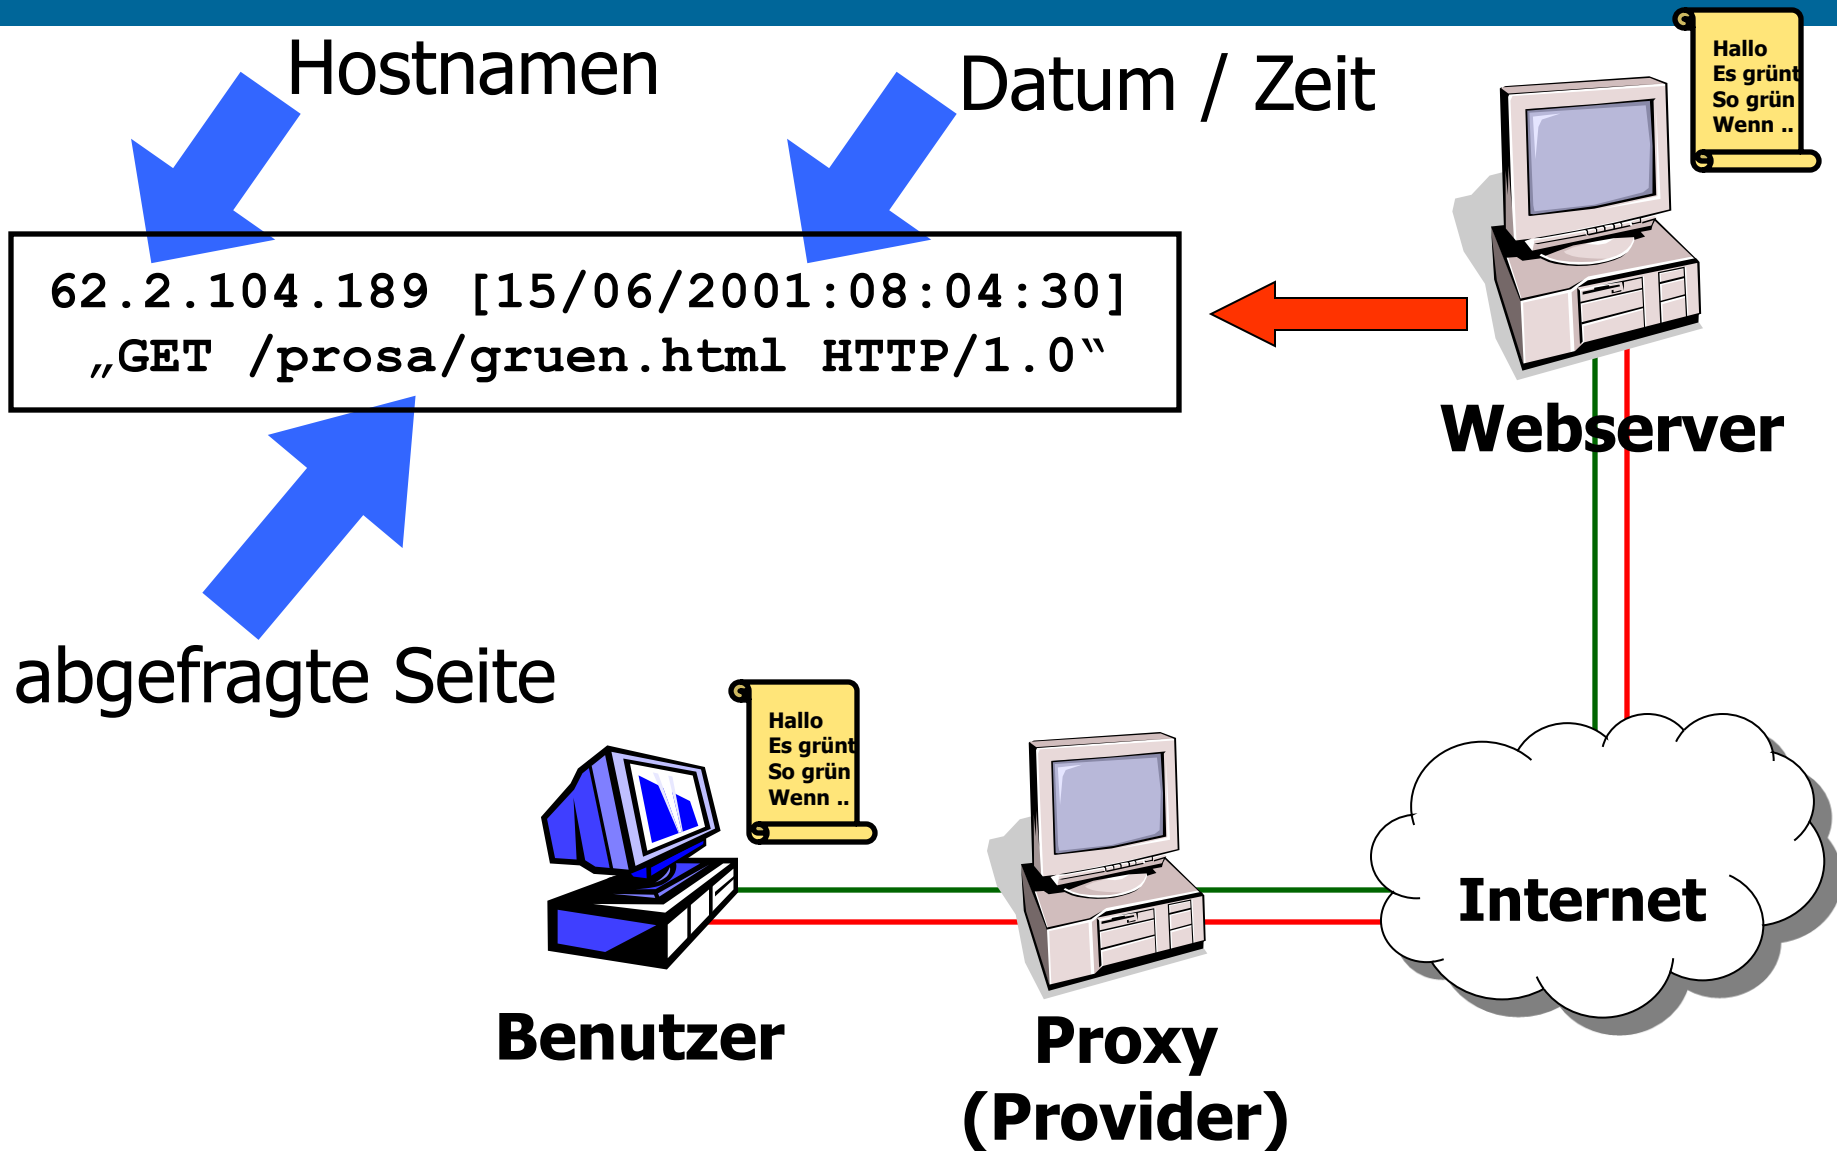 Hostnamen
Datum / Zeit
Hallo
Es grünt
So grün
Wenn ..
62.2.104.189 [15/06/2001:08:04:30]
„GET /prosa/gruen.html HTTP/1.0“
Webserver
abgefragte Seite
Hallo
Es grünt
So grün
Wenn ..
Internet
Benutzer
Proxy
(Provider)